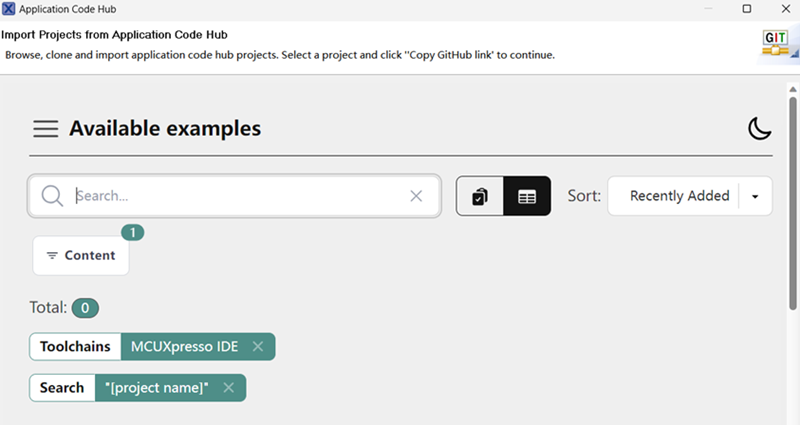 Application Code Hub
Import Projects from Application Code Hub
Browse, clone and import application code hub projects. Select a project and click "Copy GitHub link' to continue.
GIT
Available examples
Search...
Sort: Recently Added
1
Content
Total: 0
Toolchains MCUXpresso IDE
Search "[project name]"